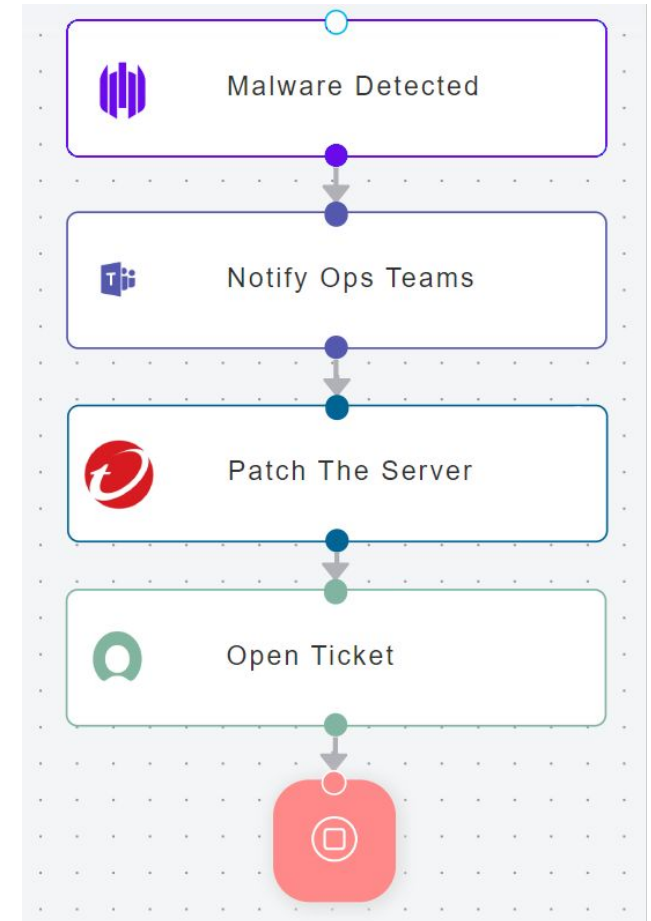 Malware Detected
Notify Ops Teams
T
Patch The Server
Open Ticket